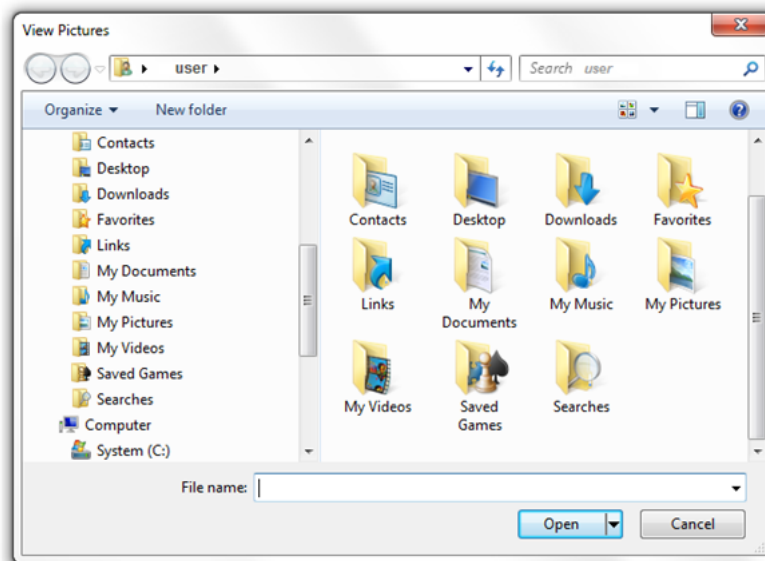 View Pictures
user
Search user
Organize
New folder
Contacts
Desktop
Downloads
Favorites
Links
My Documents
My Music
My Pictures
My Videos
Saved Games
Searches
Computer
System (C:)
Contacts
Desktop
Downloads
Favorites
Links
My
Documents
My Music
My Pictures
My Videos
Saved
Games
Searches
File name:
Open
Cancel